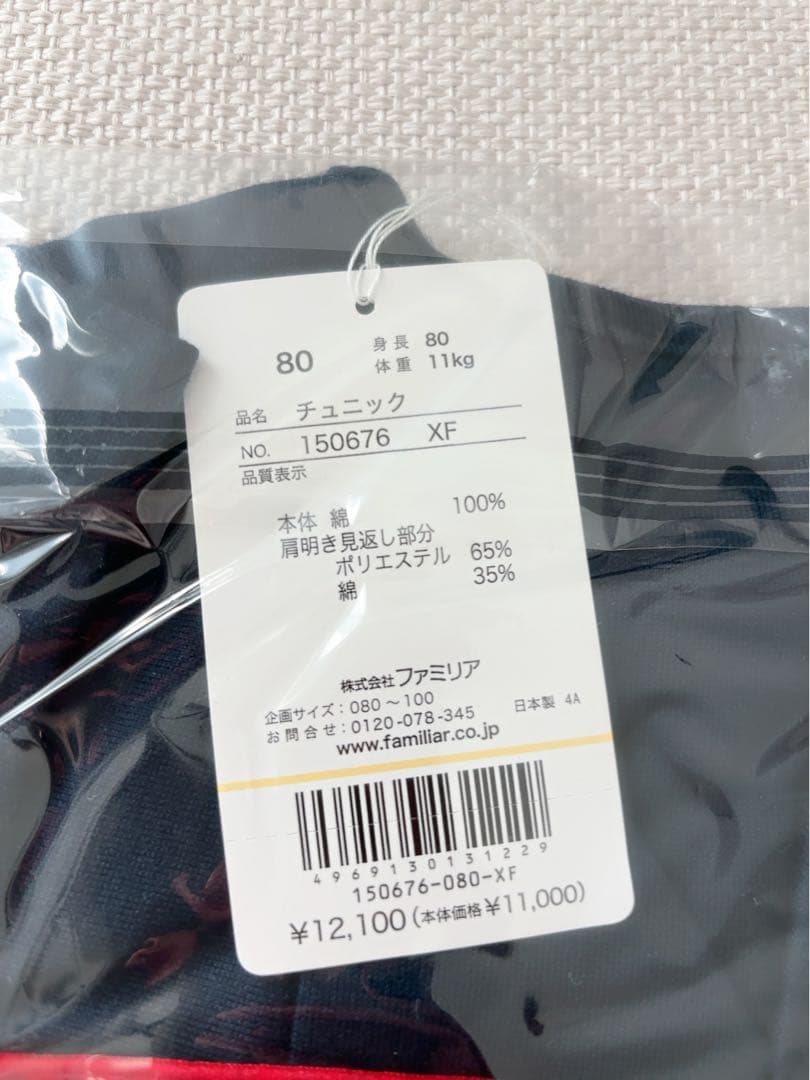 80
身長 80
体重 11kg
品名 チュニック
NO. 150676 XF
品質表示
本体 綿 100%
肩明き見返し部分
ポリエステル 65%
綿 35%
株式会社ファミリア
企画サイズ:080〜100
お問合せ:0120-078-345 日本製 4A
www.familiar.co.jp
4969130131229
150676-080-XF
¥12,100(本体価格¥11,000)